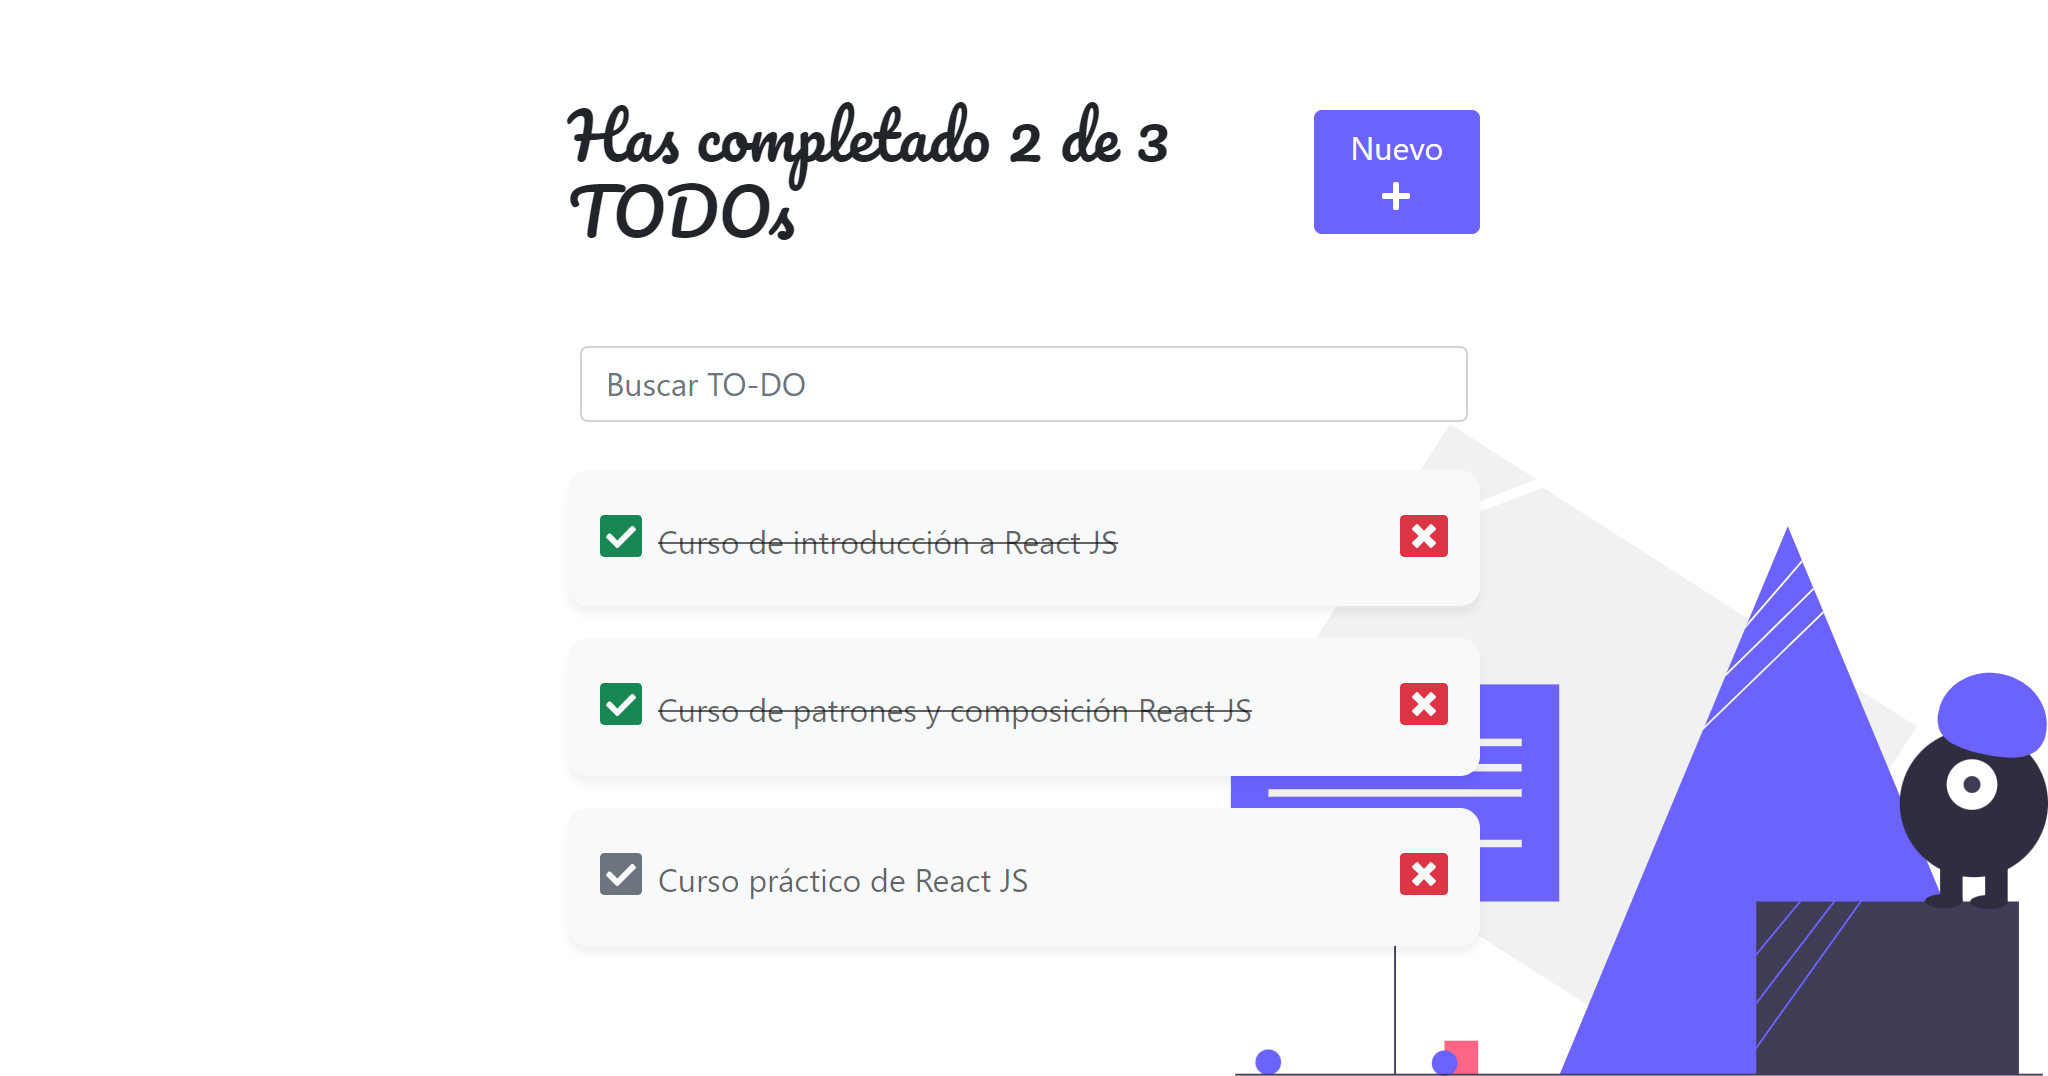 Has completado 2 de 3
TODOs
Nuevo
Buscar TO-DO
Curso de introducción a React JS
Curso de patrones y composición React JS
Curso práctico de React JS